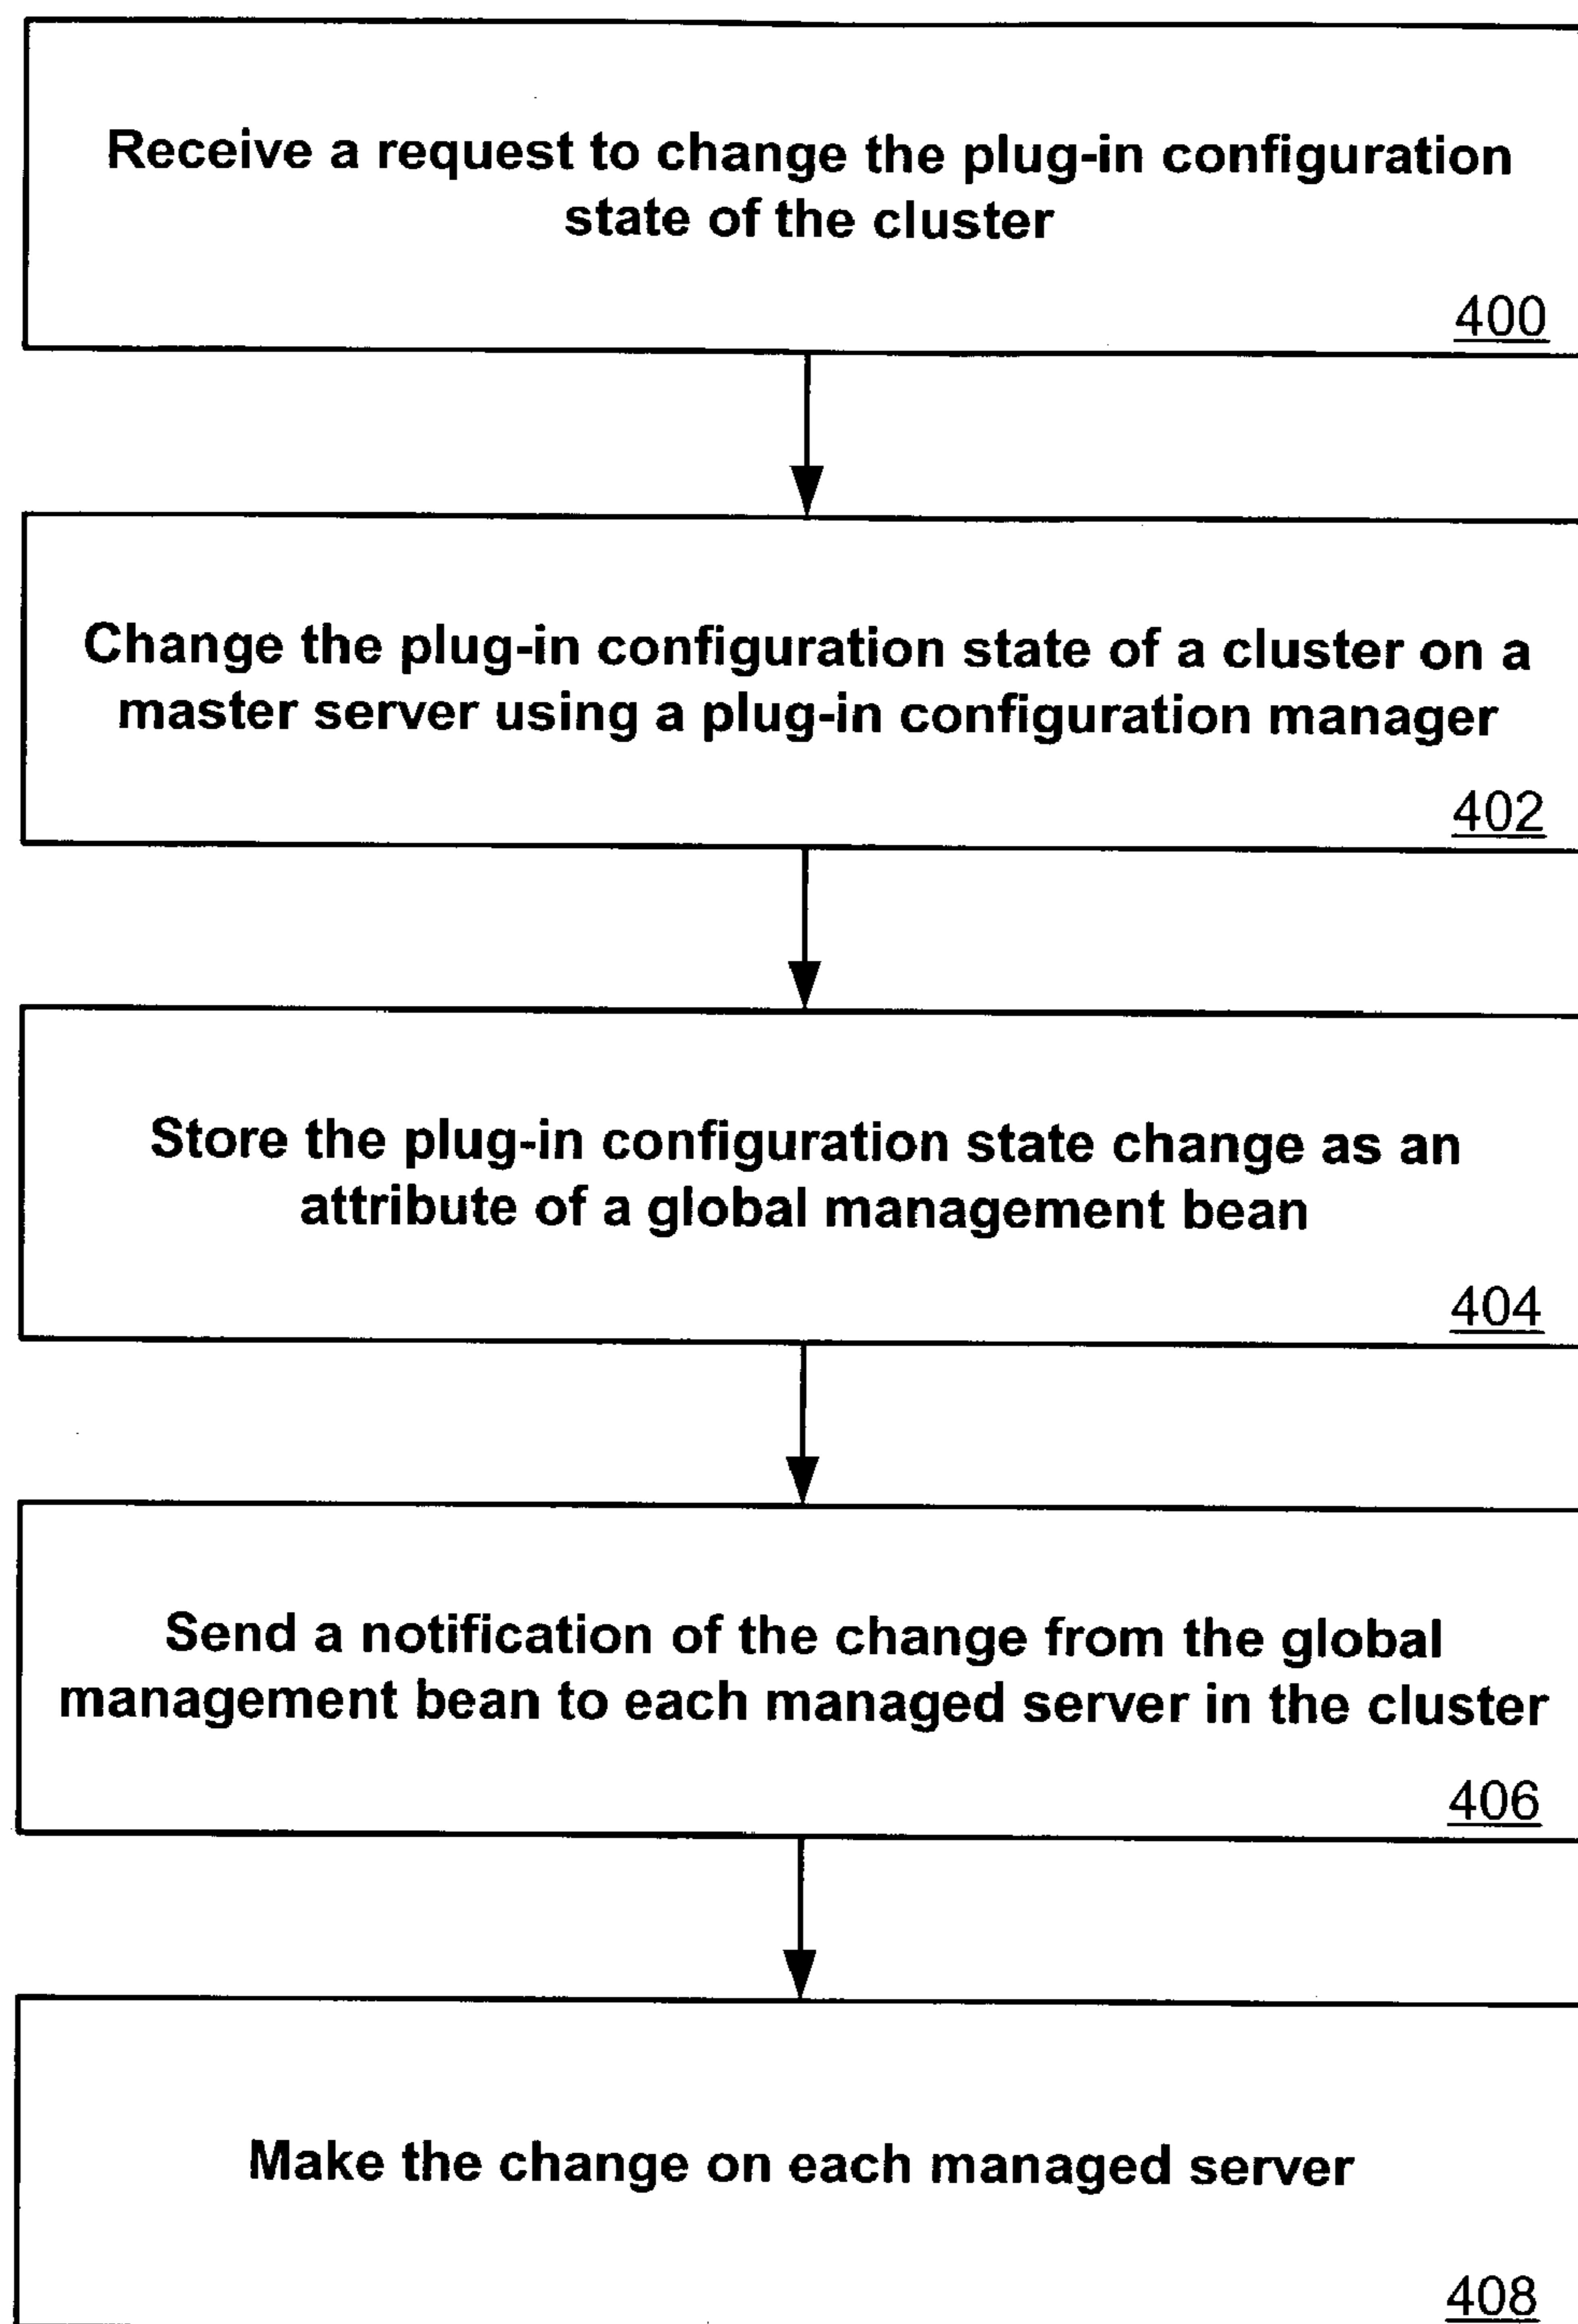 Receive a request to change the plug-in configuration
state of the cluster
400
Change the plug-in configuration state of a cluster on a
master server using a plug-in configuration manager
402
Store the plug-in configuration state change as an
attribute of a global management bean
404
Send a notification of the change from the global
management bean to each managed server in the cluster
406
Make the change on each managed server
408